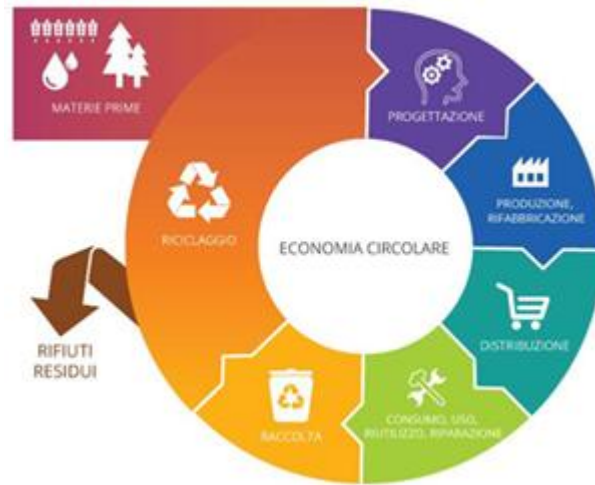 MATERIE PRIME
PROGETTAZIONE
PRODUZIONE,
RIFABBRICAZIONE
RICICLAGGIO
ECONOMIA CIRCOLARE
DISTRIBUZIONE
RIFIUTI
RESIDUI
CONSUMO, USO,
RIUTILIZZO, RIPARAZIONE
RACCOLTA